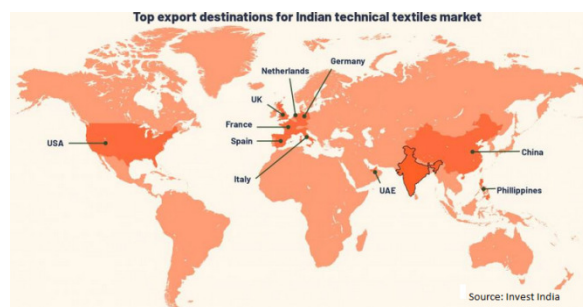 Top export destinations for Indian technical textiles market
Germany
Netherlands
UK
France
USA
Spain
China
Italy
UAE
Phillippines
Source: Invest India